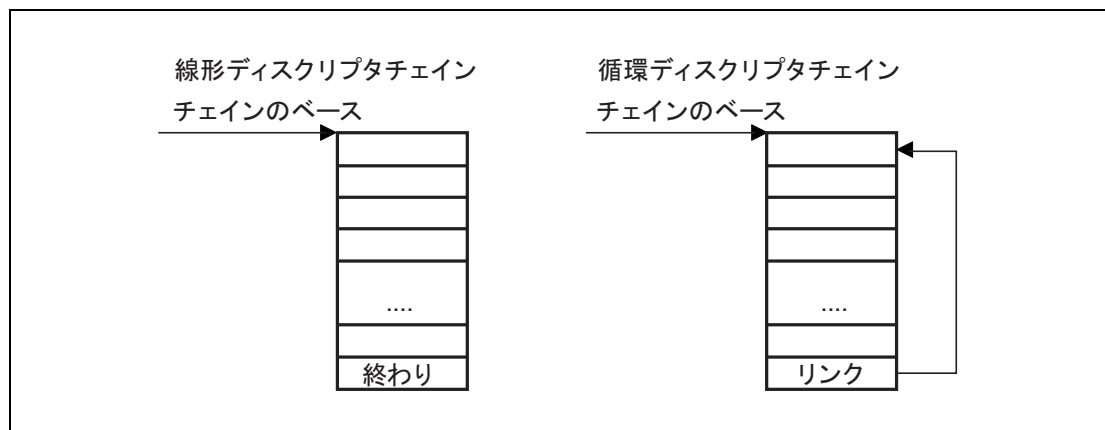 線形ディスクリプタチェイン
チェインのベース
....
終わり
循環ディスクリプタチェイン
チェインのベース
....
リンク